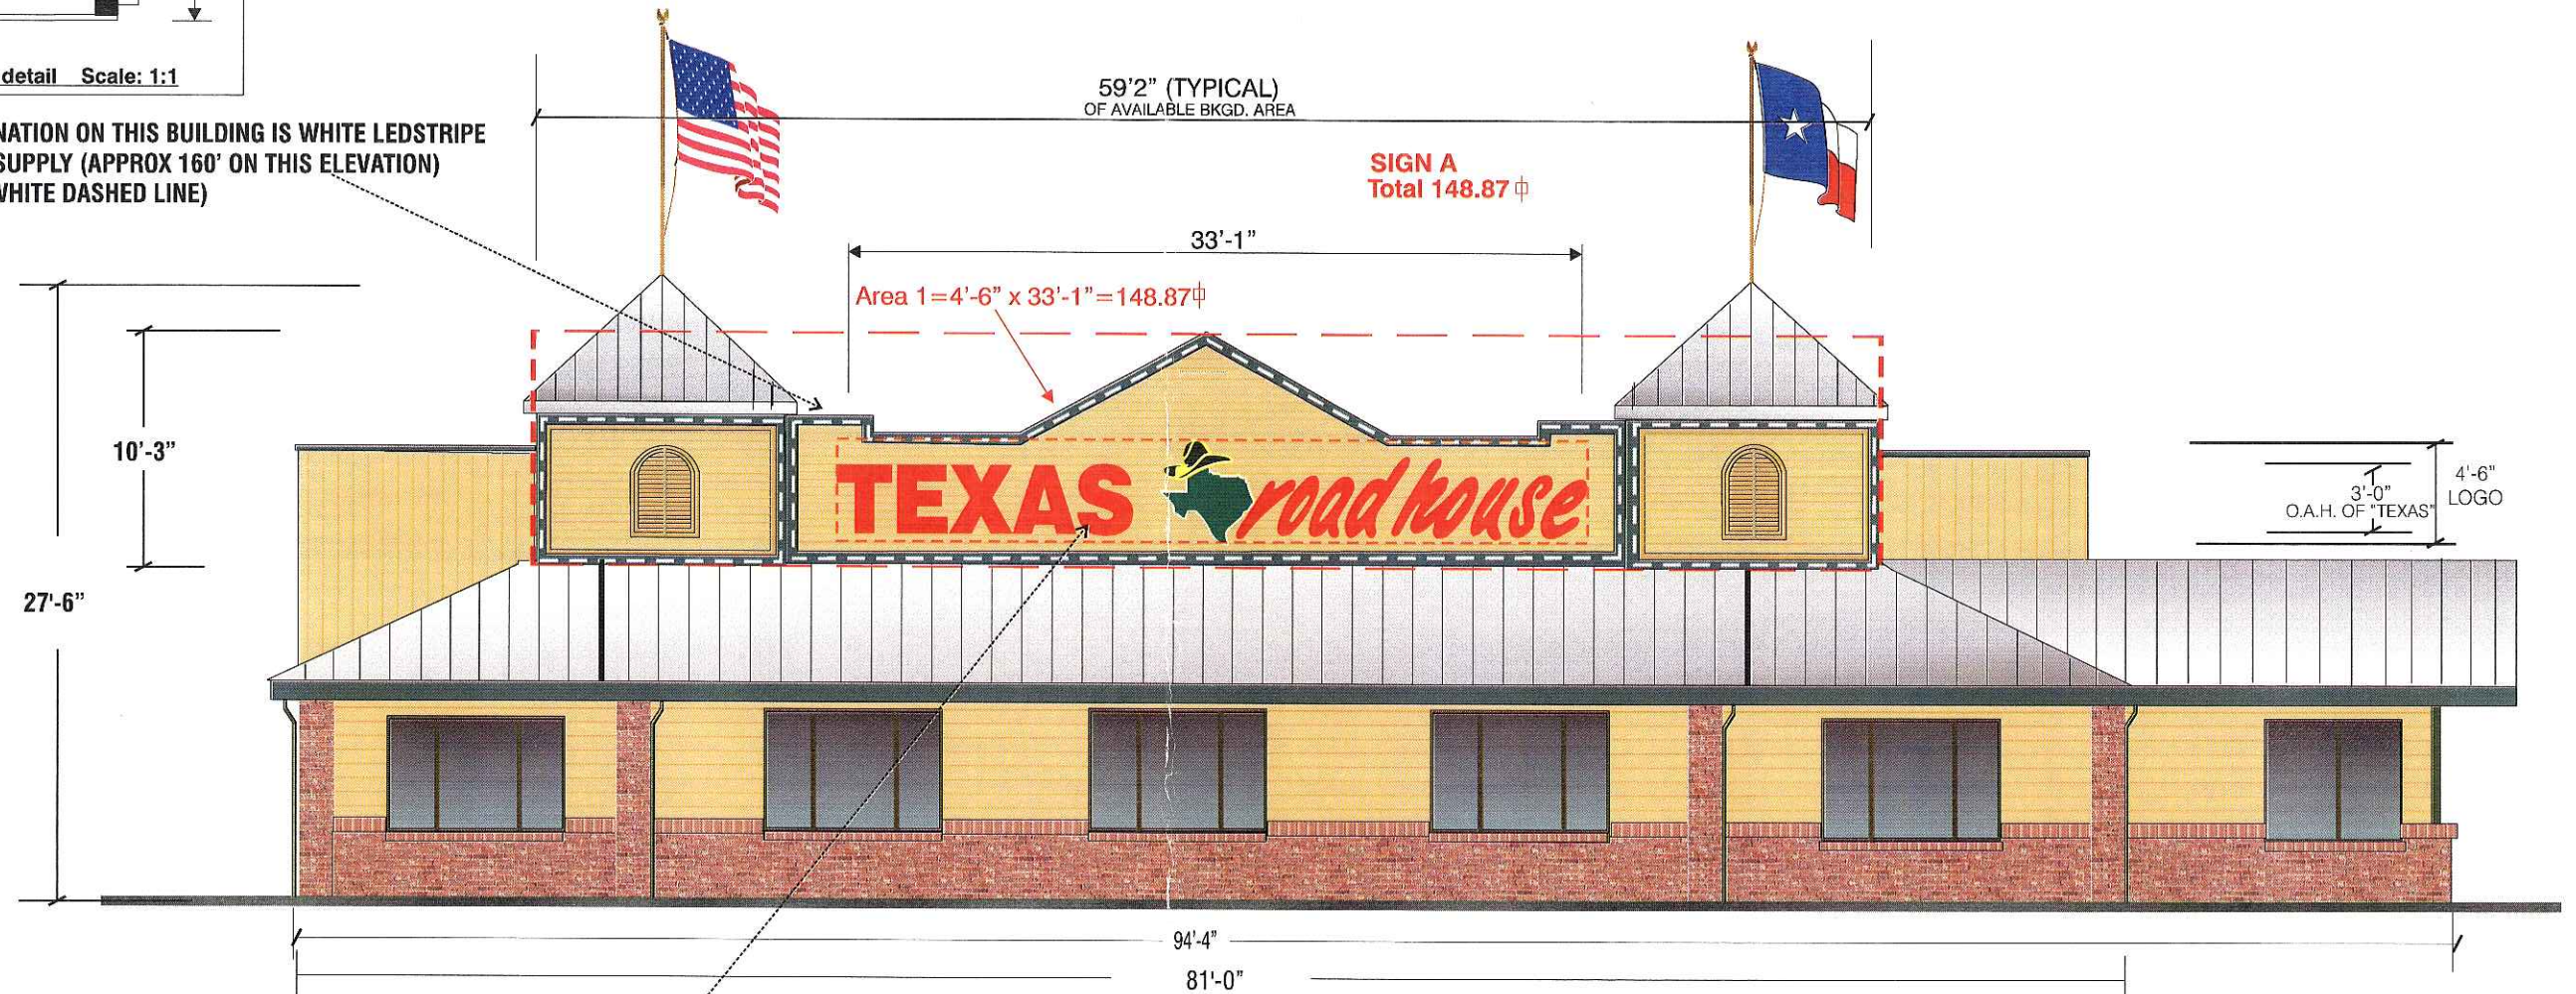 detail Scale: 1:1
NATION ON THIS BUILDING IS WHITE LEDSTRIPE
SUPPLY (APPROX 160' ON THIS ELEVATION)
WHITE DASHED LINE)
59'2" (TYPICAL)
OF AVAILABLE BKGD. AREA
SIGN A
Total 148.87
33'-1"
Area 1=4'-6" x 33'-1"=148.87
10'-3"
27'-6"
TEXAS roadhouse
4'-6"
LOGO
3'-0"
O.A.H. OF "TEXAS"
94'-4"
81'-0"